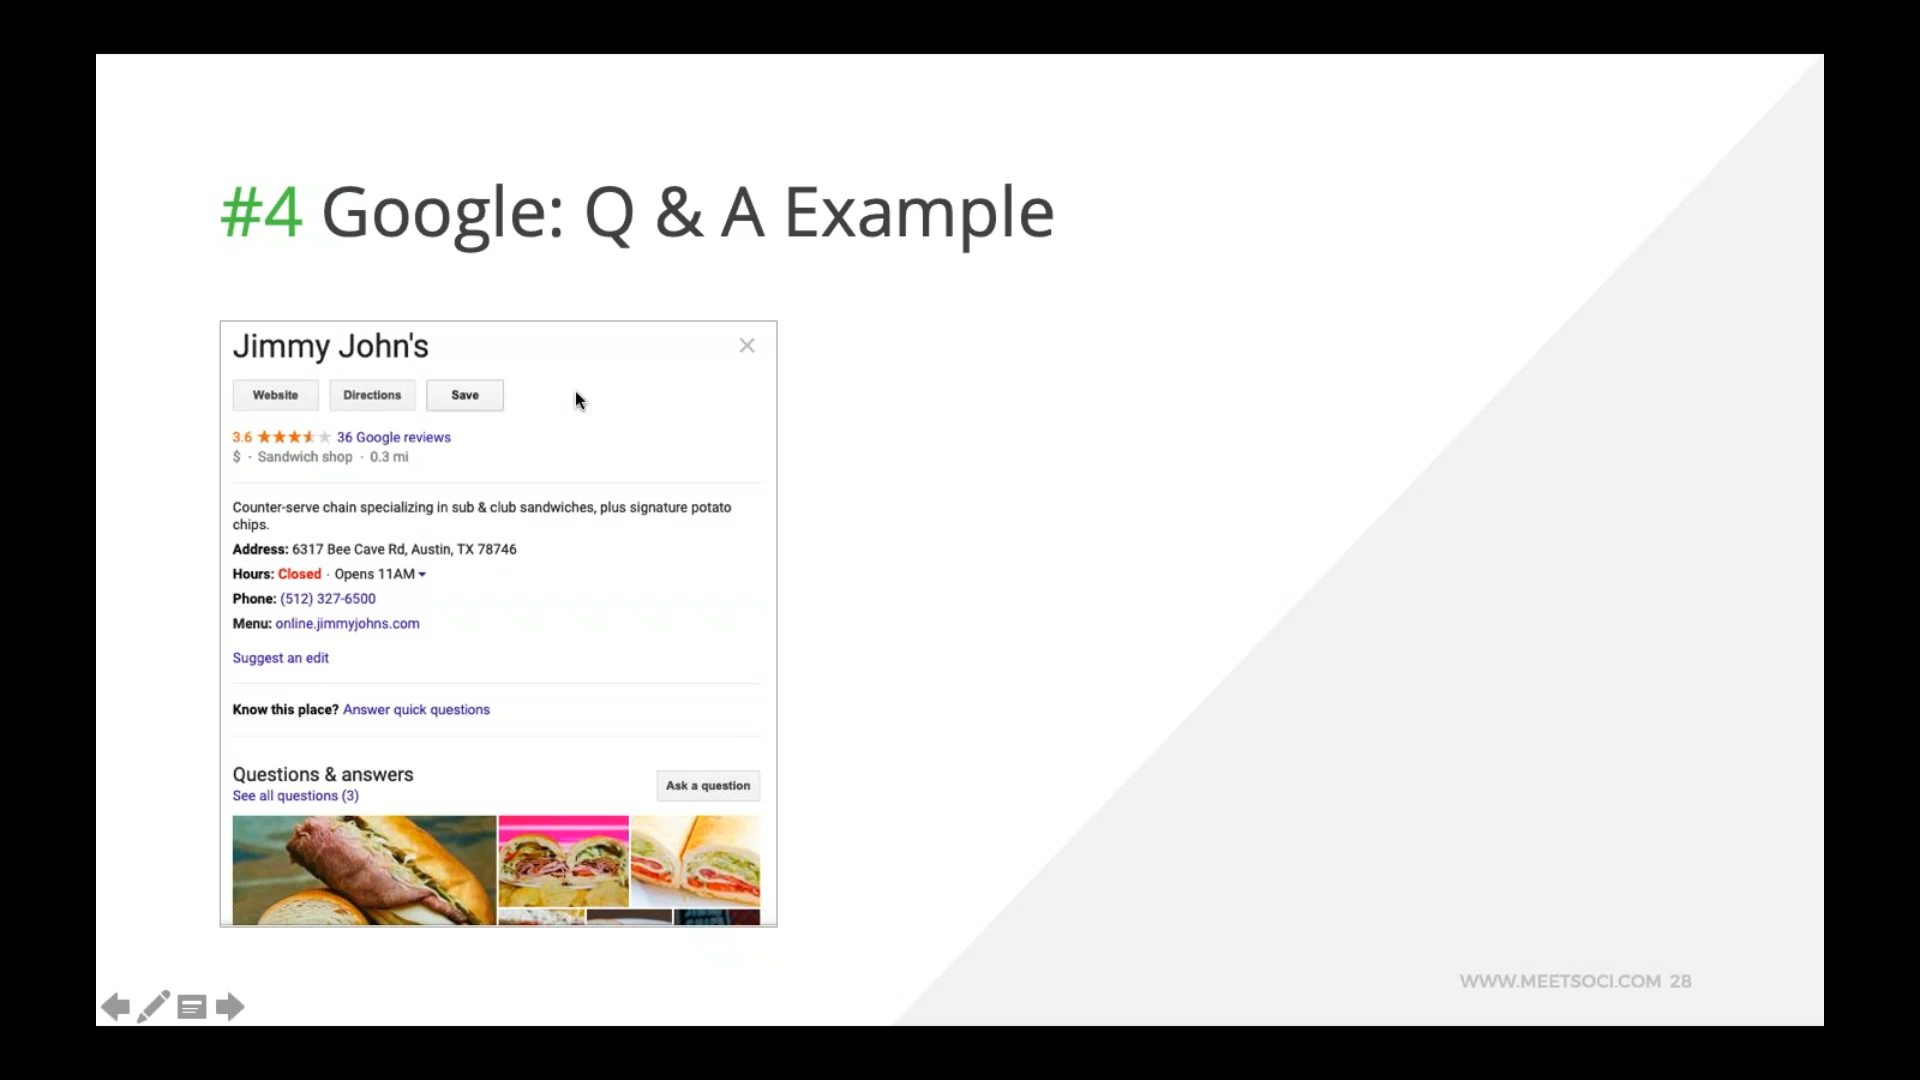 #4 Google: Q & A Example
Jimmy John's
Website Directions Save
3.6 36 Google reviews
$ · Sandwich shop · 0.3 mi
Counter-serve chain specializing in sub & club sandwiches, plus signature potato
chips.
Address: 6317 Bee Cave Rd, Austin, TX 78746
Hours: Closed · Opens 11AM
Phone: (512) 327-6500
Menu: online.jimmyjohns.com
Suggest an edit
Know this place? Answer quick questions
Questions & answers
See all questions (3)
Ask a question
WWW.MEETSOCI.COM 28